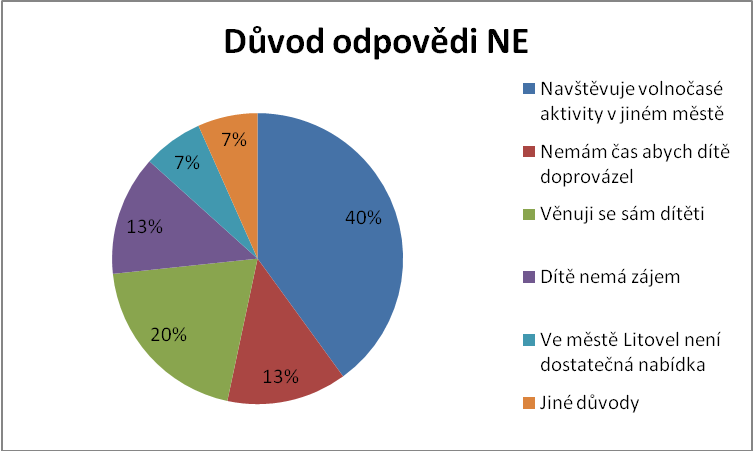 Důvod odpovědi NE
40%
13%
20%
13%
7%
7%
Navštěvuje volnočasé
aktivity v jiném městě
Nemám čas abych dítě
doprovázel
Věnuji se sám dítěti
Dítě nemá zájem
Ve městě Litovel není
dostatečná nabídka
Jiné důvody